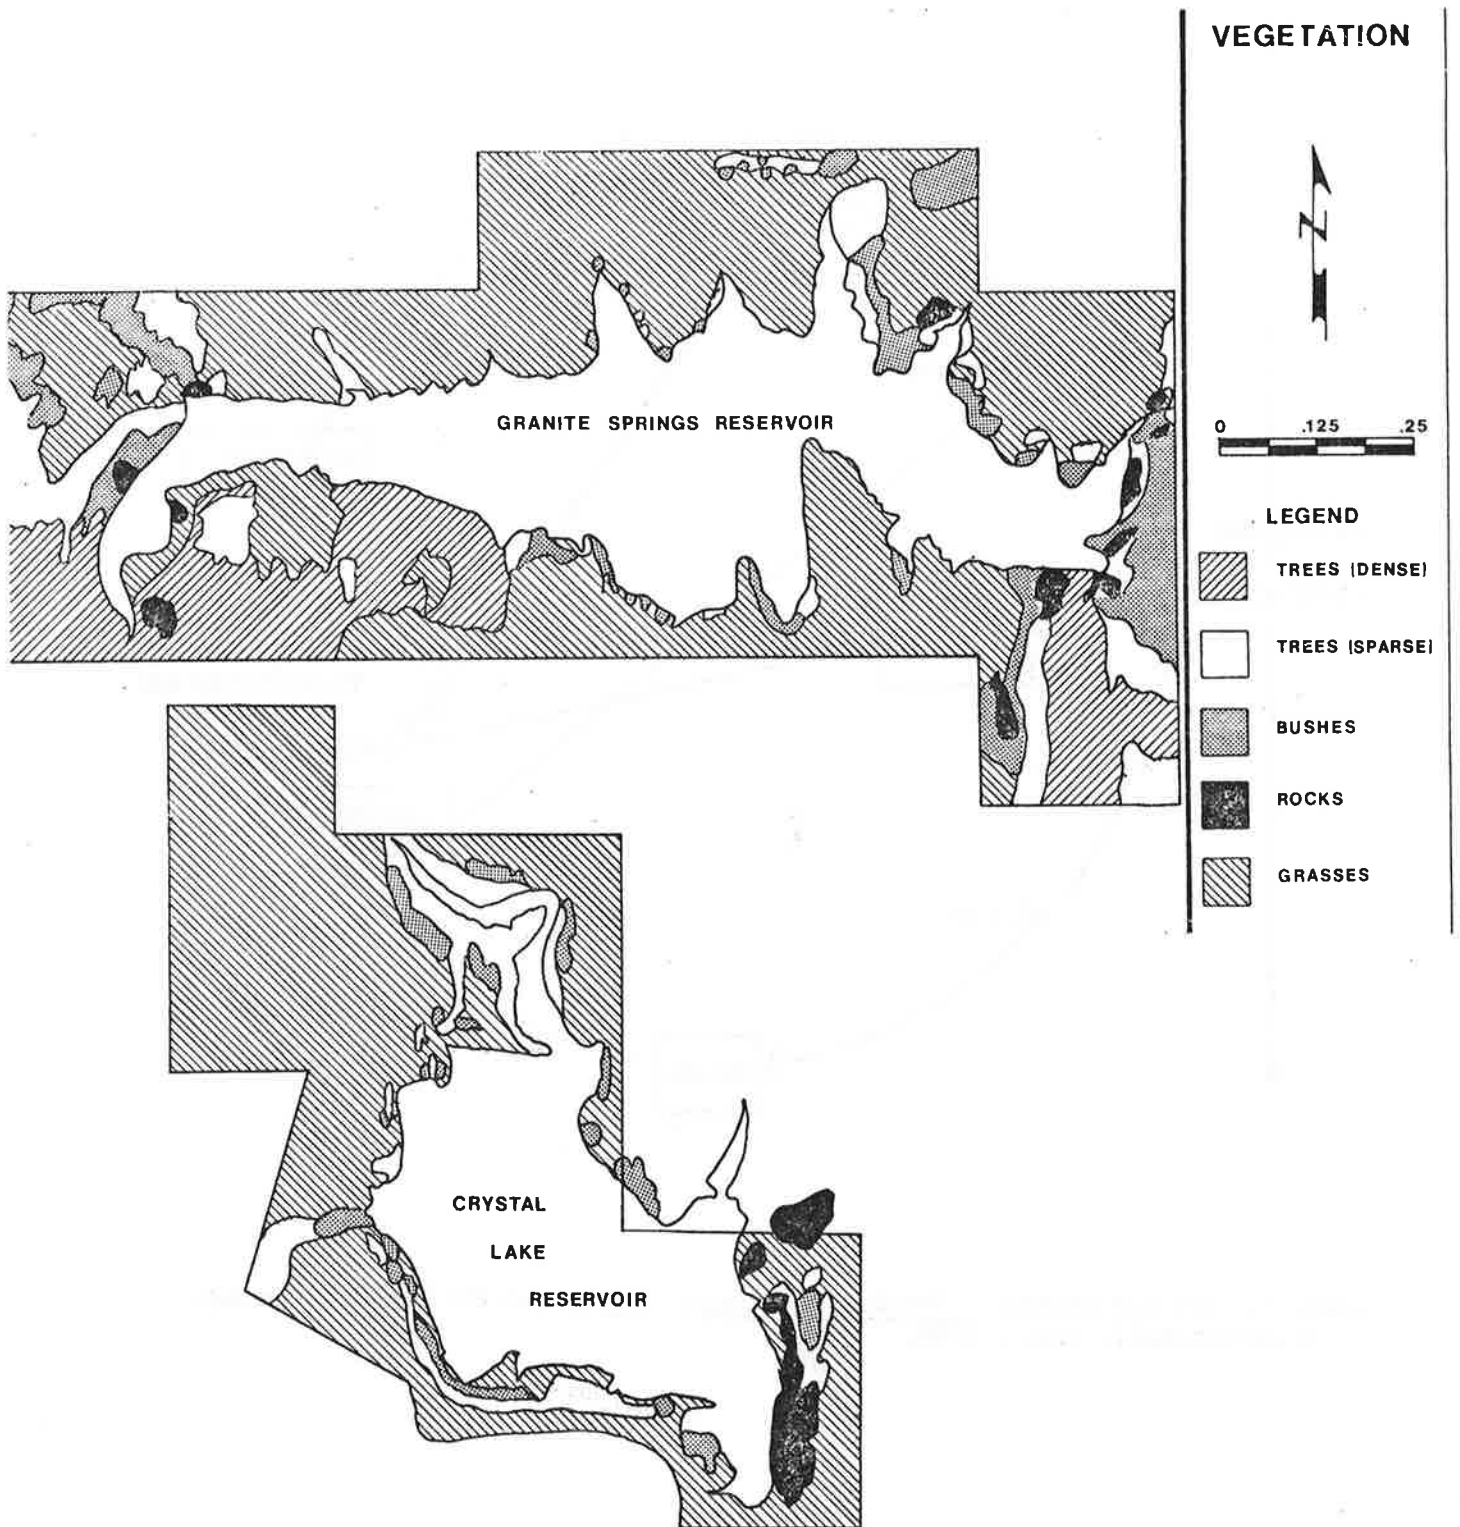 VEGETATION
N
0 .125 .25
LEGEND
TREES (DENSE)
TREES (SPARSE)
BUSHES
ROCKS
GRASSES
GRANITE SPRINGS RESERVOIR
CRYSTAL
LAKE
RESERVOIR